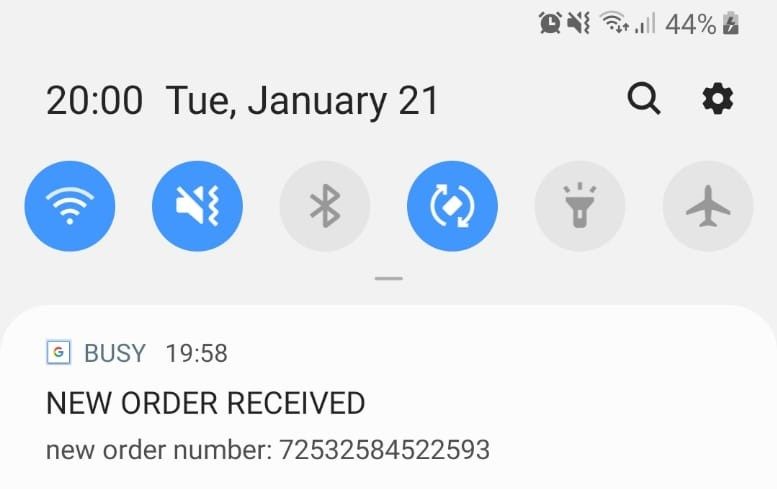 44%
20:00 Tue, January 21
G BUSY 19:58
NEW ORDER RECEIVED
new order number: 72532584522593